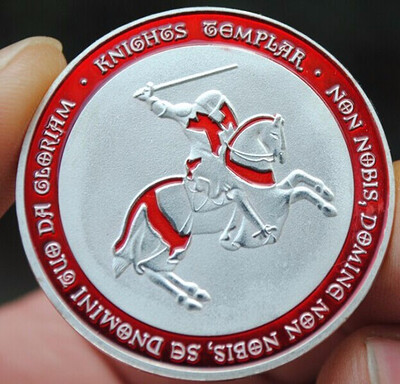 • KNIGHTS TEMPLAR •
NON NOBIS, DOMINE NON NOBIS, SE DNOMINI TUO DA GLORIAM